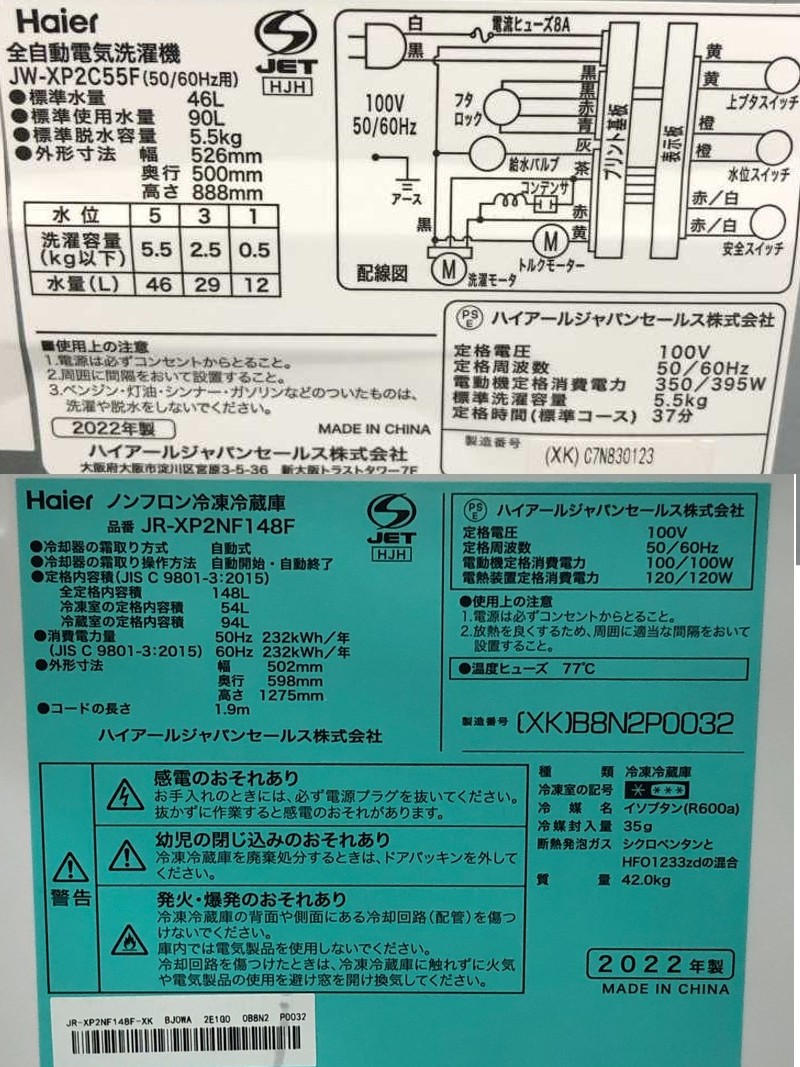 Haier
全自動電気洗濯機
JW-XP2C55F(50/60Hz用)
●標準水量 46L
●標準使用水量 90L
●標準脱水容量 5.5kg
●外形寸法 幅 526mm
奥行 500mm
高さ 888mm
JET
HJH
水位 5 3 1
洗濯容量(kg以下) 5.5 2.5 0.5
水量(L) 46 29 12
白
電流ヒューズ8A
黒
100V
50/60Hz
アース
フタロック
黒
黒
赤
青
灰
給水バルブ
茶
コンデンサ
赤
黒
黄
M
トルクモーター
M
洗濯モータ
配線図
プリント基板
表示板
黄
黄
上ブタスイッチ
橙
橙
水位スイッチ
赤/白
赤/白
安全スイッチ
■使用上の注意
1.電源は必ずコンセントからとること。
2.周囲に間隔をおいて設置すること。
3.ベンジン・灯油・シンナー・ガソリンなどのついたものは、
洗濯や脱水をしないでください。
2022年製
MADE IN CHINA
ハイアールジャパンセールス株式会社
大阪府大阪市淀川区宮原3-5-36 新大阪トラストタワー7F
PSE ハイアールジャパンセールス株式会社
定格電圧 100V
定格周波数 50/60Hz
電動機定格消費電力 350/395W
標準洗濯容量 5.5kg
定格時間(標準コース) 37分
製造番号 (XK) C7N830123
Haier ノンフロン冷凍冷蔵庫
品番 JR-XP2NF148F
JET
HJH
●冷却器の霜取り方式 自動式
●冷却器の霜取り操作方法 自動開始・自動終了
●定格内容積(JIS C 9801-3:2015)
全定格内容積 148L
冷凍室の定格内容積 54L
冷蔵室の定格内容積 94L
●消費電力量 50Hz 232kWh/年
(JIS C 9801-3:2015) 60Hz 232kWh/年
●外形寸法 幅 502mm
奥行 598mm
高さ 1275mm
●コードの長さ 1.9m
ハイアールジャパンセールス株式会社
PSE ハイアールジャパンセールス株式会社
定格電圧 100V
定格周波数 50/60Hz
電動機定格消費電力 100/100W
電熱装置定格消費電力 120/120W
●使用上の注意
1.電源は必ずコンセントからとること。
2.放熱を良くするため、周囲に適当な間隔をおいて
設置すること。
●温度ヒューズ 77℃
製造番号 (XK)B8N2P0032
警告
感電のおそれあり
お手入れのときには、必ず電源プラグを抜いてください。
抜かずに作業すると感電のおそれがあります。
幼児の閉じ込めのおそれあり
冷凍冷蔵庫を廃棄処分するときは、ドアパッキンを外して
ください。
発火・爆発のおそれあり
冷凍冷蔵庫の背面や側面にある冷却回路(配管)を傷つ
けないでください。
庫内では電気製品を使用しないでください。
冷却回路を傷つけたときは、冷凍冷蔵庫に触れずに火気
や電気製品の使用を避け窓を開け換気してください。
種類 冷凍冷蔵庫
冷凍室の記号 * ***
冷媒名 イソブタン(R600a)
冷媒封入量 35g
断熱発泡ガス シクロペンタンと
HFO1233zdの混合
質量 42.0kg
2022年製
MADE IN CHINA
JR-XP2NF148F-XK BJ0WA 2E1G0 0B8N2 P0032